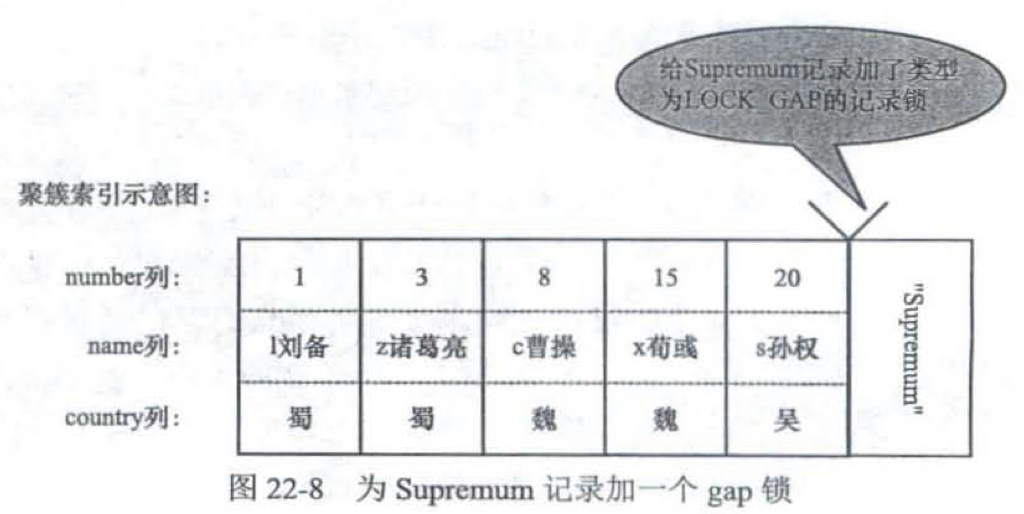 给Supremum记录加了类型
为LOCK_GAP的记录锁
聚簇索引示意图：
number列： 1 3 8 15 20
name列： l刘备 z诸葛亮 c曹操 x荀彧 s孙权
country列： 蜀 蜀 魏 魏 吴
"Supremum"
图 22-8 为 Supremum 记录加一个 gap 锁